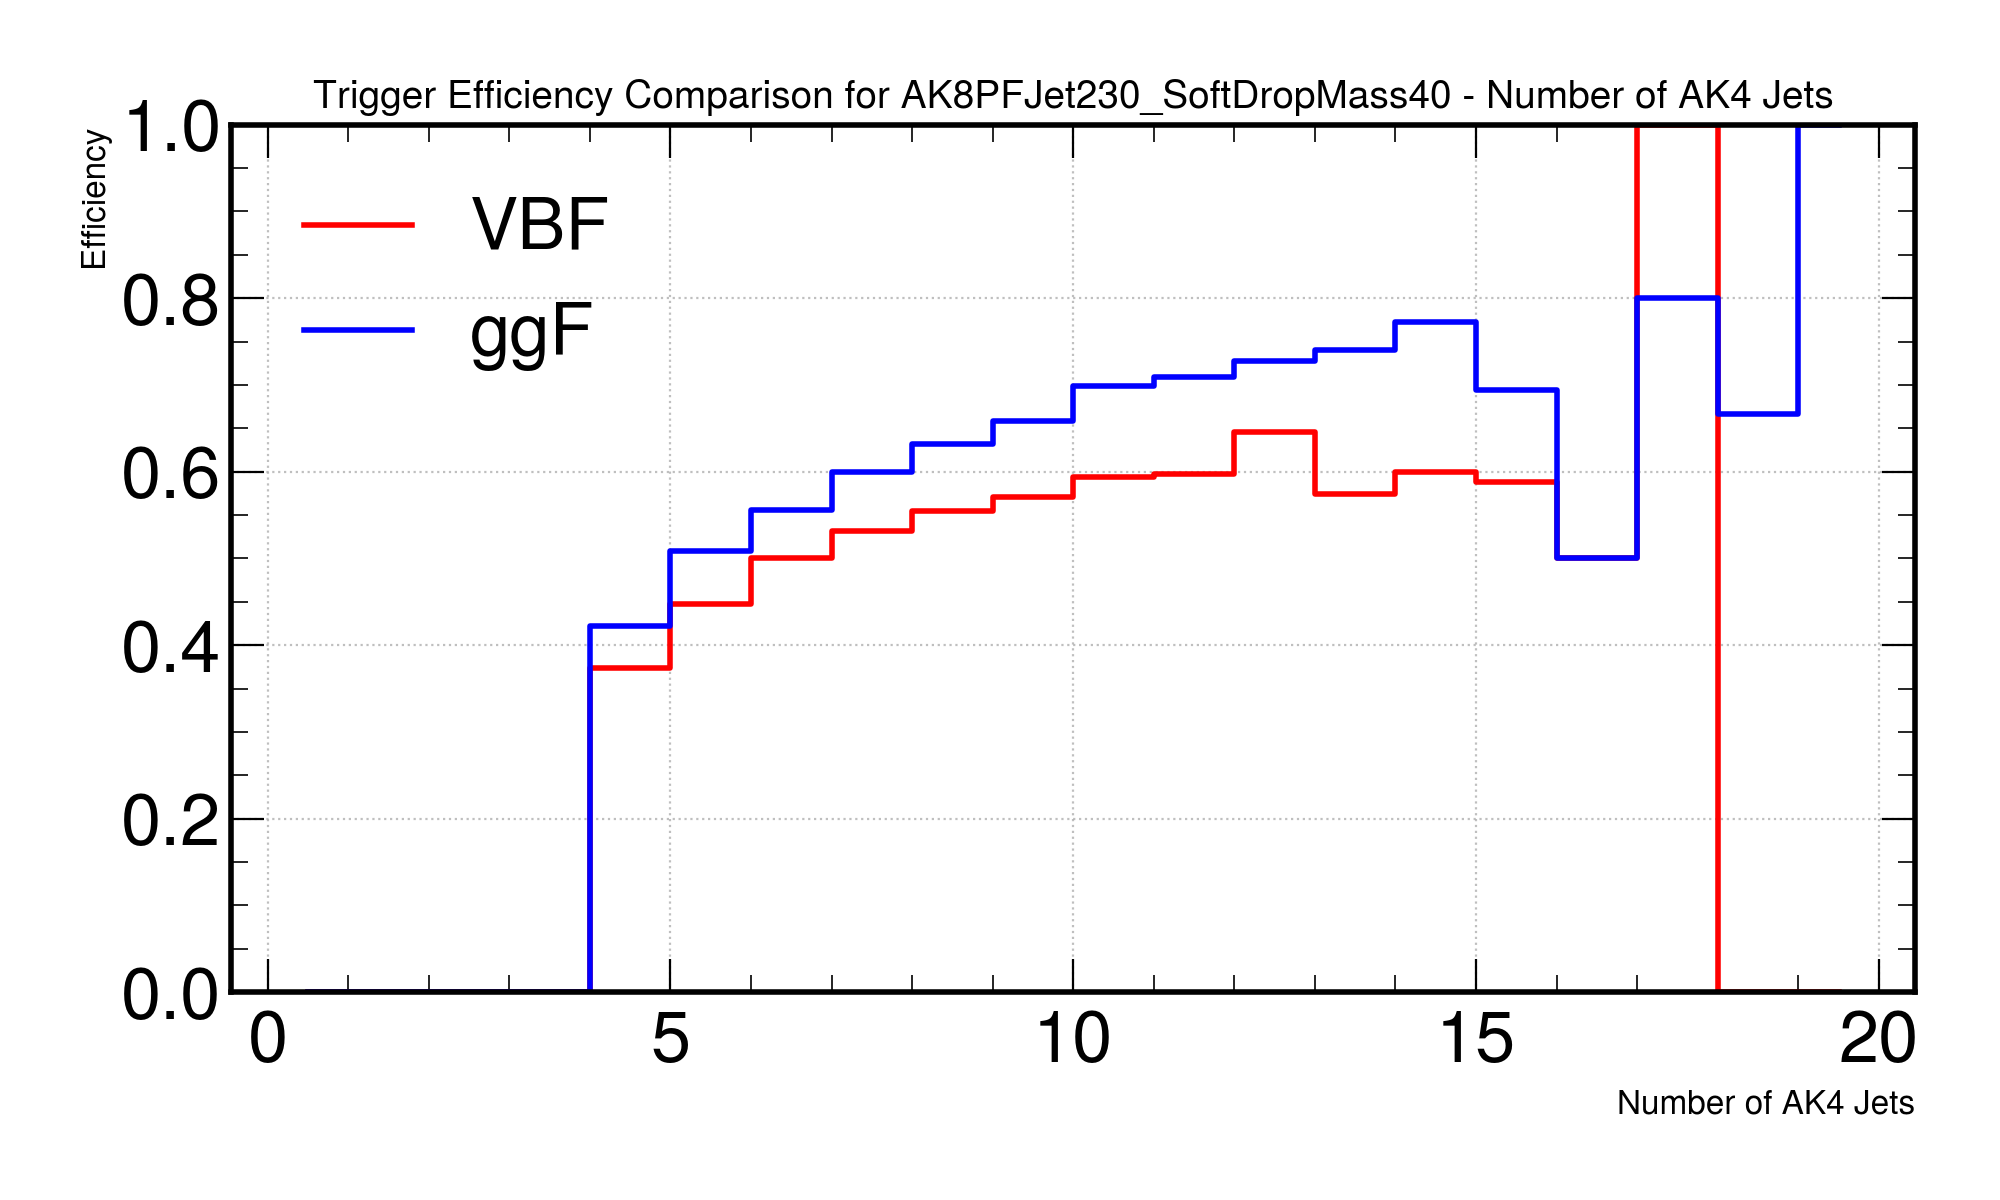 Trigger Efficiency Comparison for AK8PFJet230_SoftDropMass40 - Number of AK4 Jets
Efficiency
1.0
0.8
0.6
0.4
0.2
0.0
VBF
ggF
0 5 10 15 20
Number of AK4 Jets